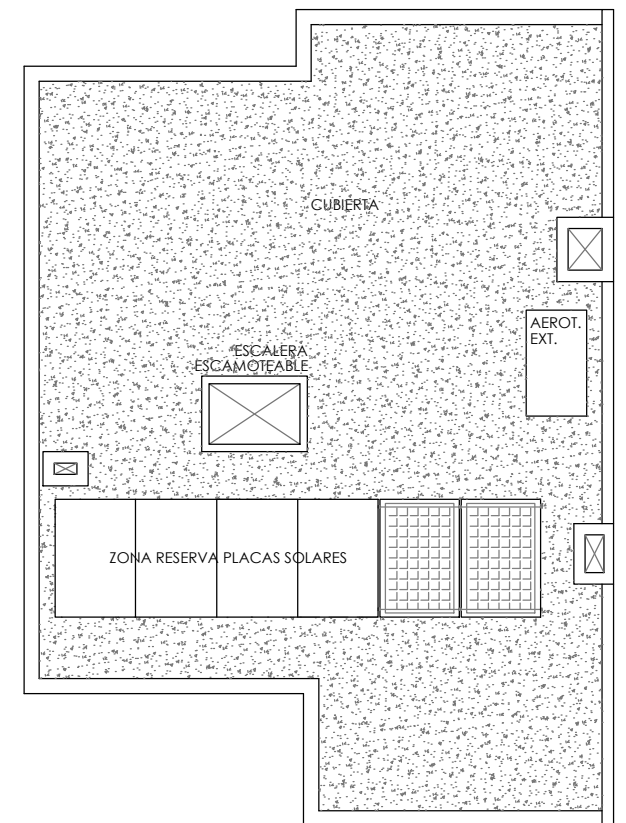 CUBIERTA
AEROT.
EXT.
ESCALERA
ESCAMOTEABLE
ZONA RESERVA PLACAS SOLARES